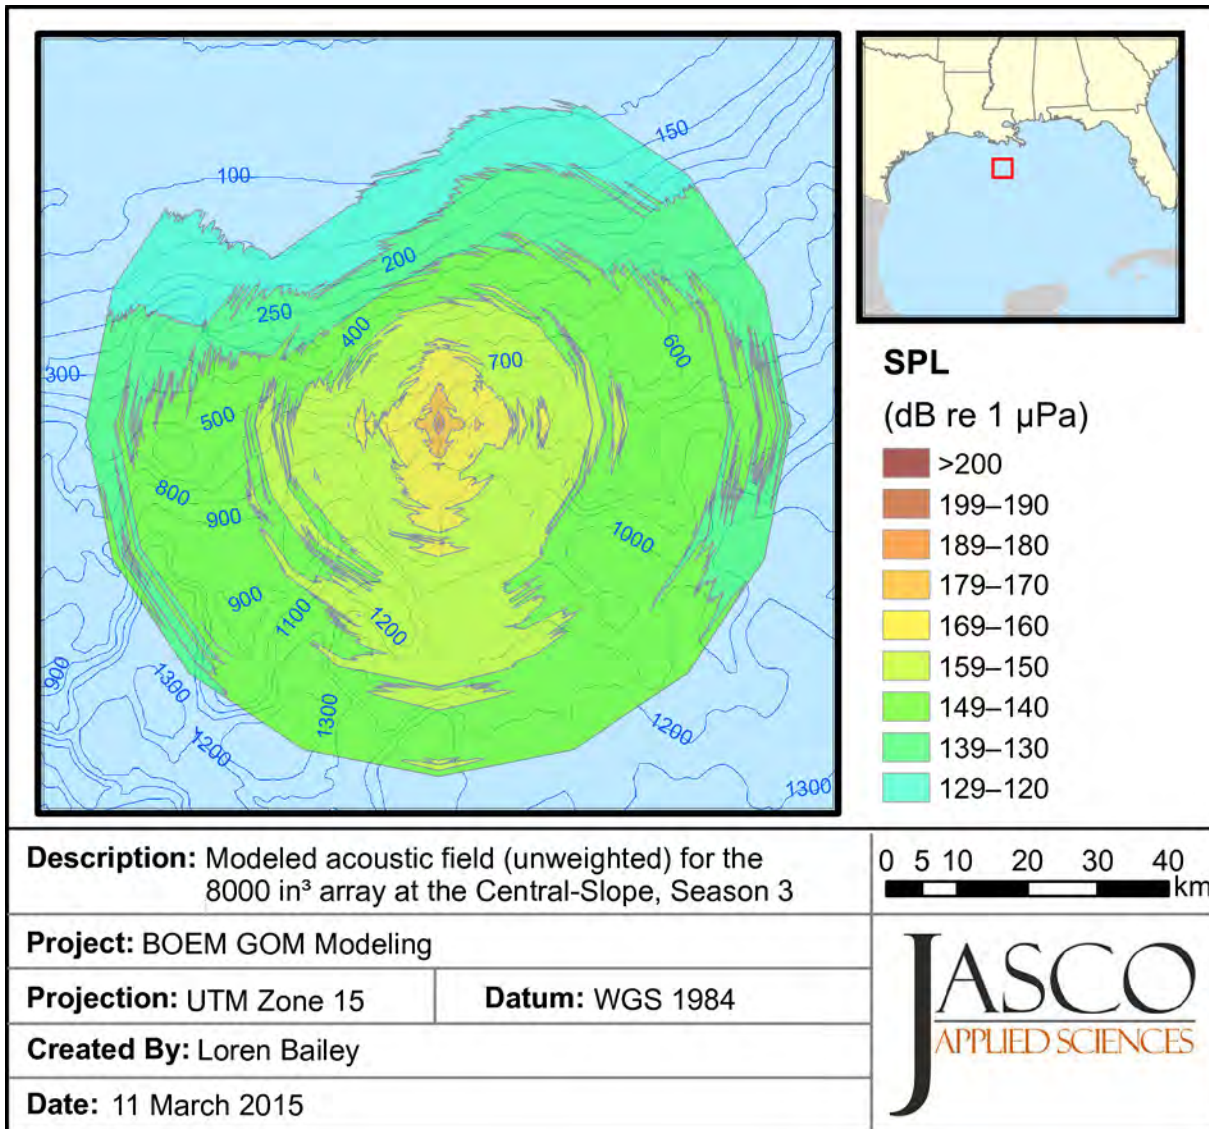 150
100
200
250
400
300
700
600
500
800
900
1000
900
1100
1200
900
1300
1300
1200
1200
1300
SPL
(dB re 1 µPa)
>200
199–190
189–180
179–170
169–160
159–150
149–140
139–130
129–120
Description: Modeled acoustic field (unweighted) for the
8000 in³ array at the Central-Slope, Season 3
0 5 10 20 30 40
km
Project: BOEM GOM Modeling
Projection: UTM Zone 15
Datum: WGS 1984
Created By: Loren Bailey
Date: 11 March 2015
JASCO
APPLIED SCIENCES